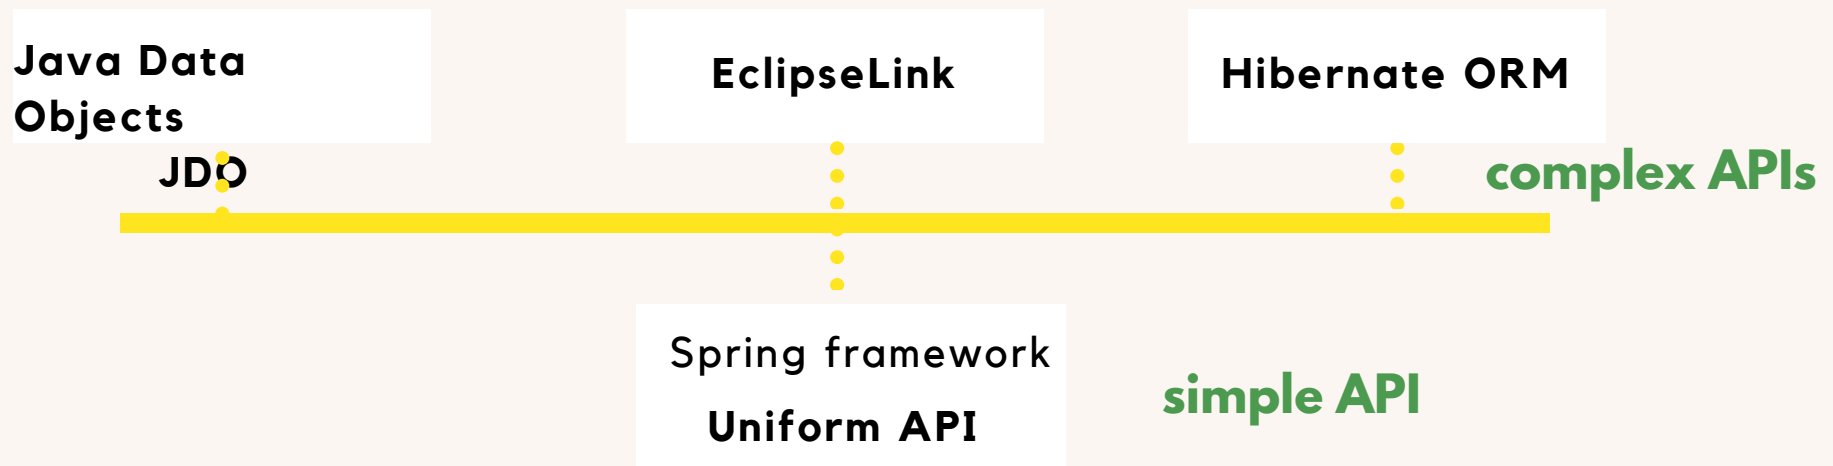 Java Data
Objects
JDO
EclipseLink
Hibernate ORM
complex APIs
Spring framework
Uniform API
simple API